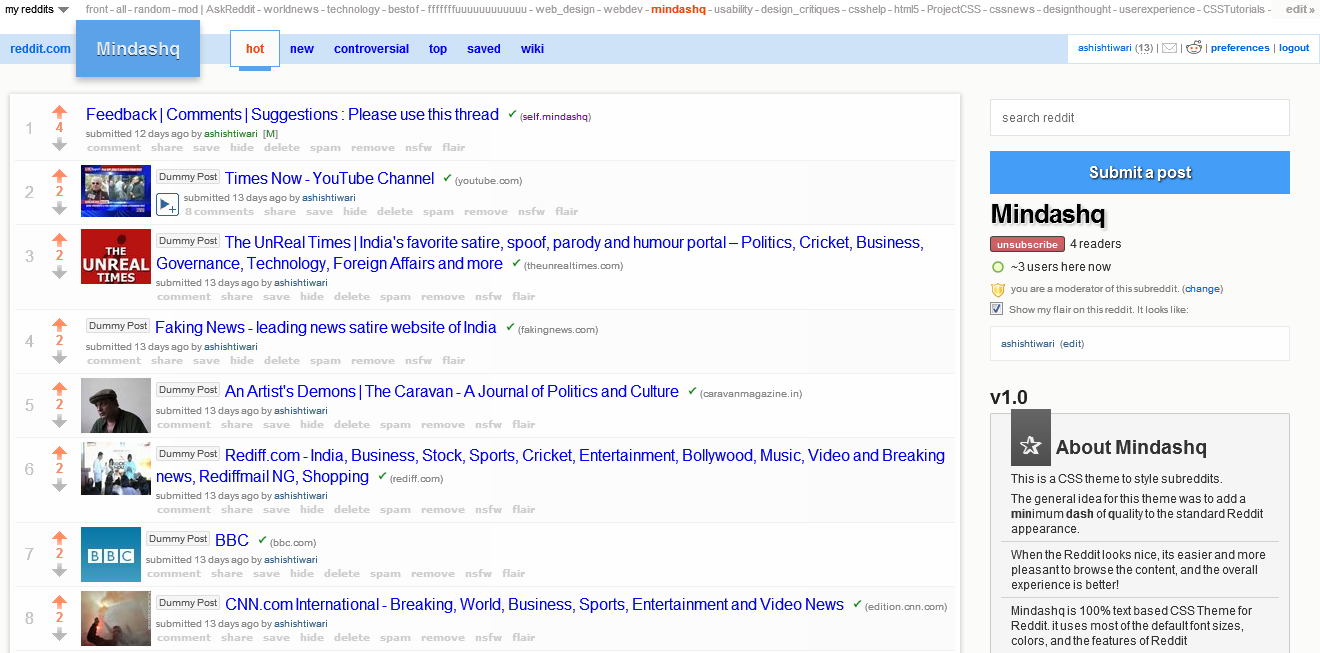 my reddits front - all - random - mod | AskReddit - worldnews - technology - bestof - fffffffuuuuuuuuuuuu - web_design - webdev - mindashq - usability - design_critiques - csshelp - html5 - ProjectCSS - cssnews - designthought - userexperience - CSSTutorials - edit »
reddit.com Mindashq hot new controversial top saved wiki ashishtiwari (13) | | | preferences | logout
1 4 Feedback | Comments | Suggestions : Please use this thread ✔ (self.mindashq)
submitted 12 days ago by ashishtiwari [M]
comment share save hide delete spam remove nsfw flair
2 2 Dummy Post Times Now - YouTube Channel ✔ (youtube.com)
submitted 13 days ago by ashishtiwari
8 comments share save hide delete spam remove nsfw flair
3 2 THE UNREAL TIMES Dummy Post The UnReal Times | India's favorite satire, spoof, parody and humour portal – Politics, Cricket, Business,
Governance, Technology, Foreign Affairs and more ✔ (theunrealtimes.com)
submitted 13 days ago by ashishtiwari
comment share save hide delete spam remove nsfw flair
4 2 Dummy Post Faking News - leading news satire website of India ✔ (fakingnews.com)
submitted 13 days ago by ashishtiwari
comment share save hide delete spam remove nsfw flair
5 2 Dummy Post An Artist's Demons | The Caravan - A Journal of Politics and Culture ✔ (caravanmagazine.in)
submitted 13 days ago by ashishtiwari
comment share save hide delete spam remove nsfw flair
6 2 Dummy Post Rediff.com - India, Business, Stock, Sports, Cricket, Entertainment, Bollywood, Music, Video and Breaking
news, Rediffmail NG, Shopping ✔ (rediff.com)
submitted 13 days ago by ashishtiwari
comment share save hide delete spam remove nsfw flair
7 2 BBC Dummy Post BBC ✔ (bbc.com)
submitted 13 days ago by ashishtiwari
comment share save hide delete spam remove nsfw flair
8 2 Dummy Post CNN.com International - Breaking, World, Business, Sports, Entertainment and Video News ✔ (edition.cnn.com)
submitted 13 days ago by ashishtiwari
comment share save hide delete spam remove nsfw flair
search reddit
Submit a post
Mindashq
unsubscribe 4 readers
~3 users here now
you are a moderator of this subreddit. (change)
Show my flair on this reddit. It looks like:
ashishtiwari (edit)
v1.0
About Mindashq
This is a CSS theme to style subreddits.
The general idea for this theme was to add a
minimum dash of quality to the standard Reddit
appearance.
When the Reddit looks nice, its easier and more
pleasant to browse the content, and the overall
experience is better!
Mindashq is 100% text based CSS Theme for
Reddit. it uses most of the default font sizes,
colors, and the features of Reddit